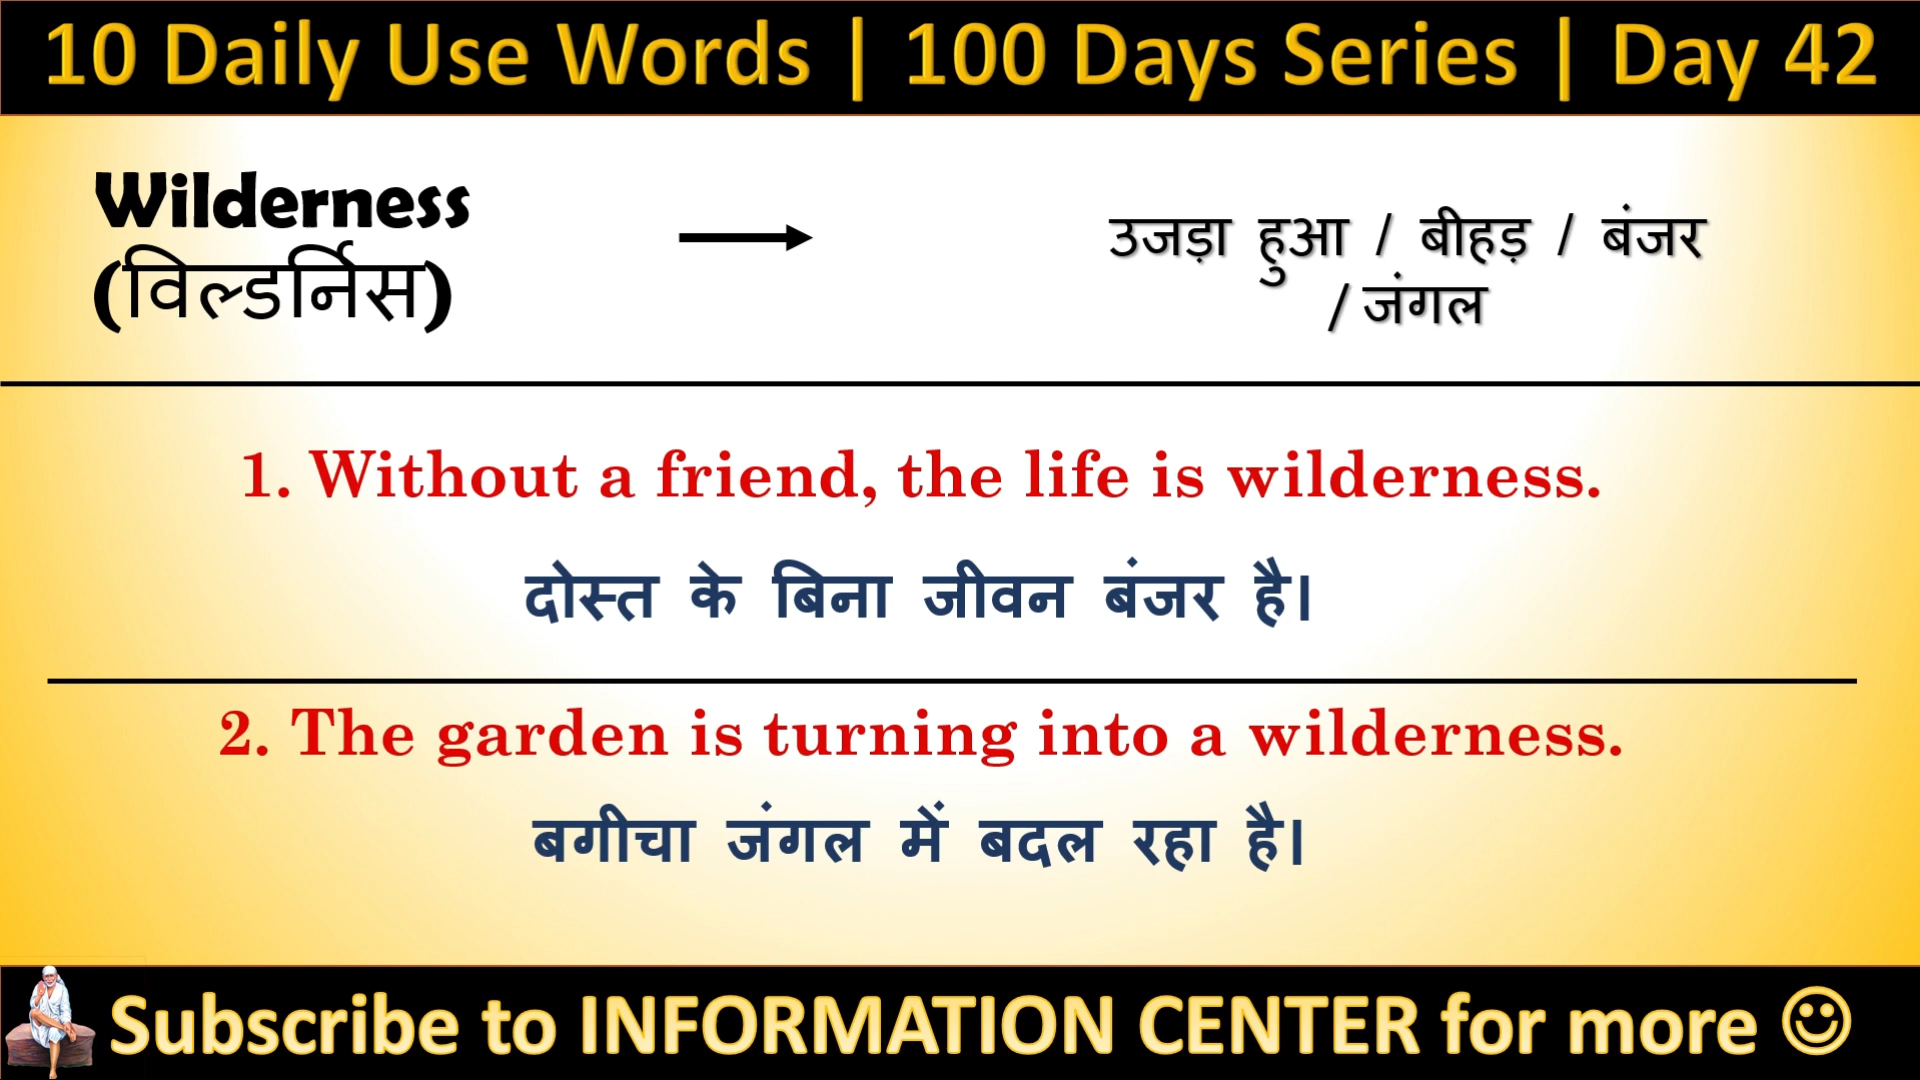 10 Daily Use Words | 100 Days Series | Day 42
Wilderness
(विल्डर्निस)
उजड़ा हुआ / बीहड़ / बंजर
/ जंगल
1. Without a friend, the life is wilderness.
दोस्त के बिना जीवन बंजर है।
2. The garden is turning into a wilderness.
बगीचा जंगल में बदल रहा है।
Subscribe to INFORMATION CENTER for more ☺